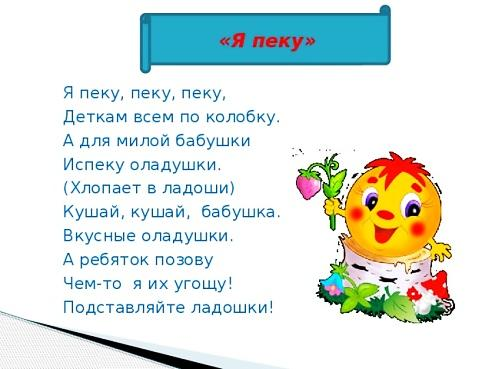 «Я пеку»
Я пеку, пеку, пеку,
Деткам всем по колобку.
А для милой бабушки
Испеку оладушки.
(Хлопает в ладоши)
Кушай, кушай,  бабушка.
Вкусные оладушки.
А ребяток позову
Чем-то  я их угощу!
Подставляйте ладошки!